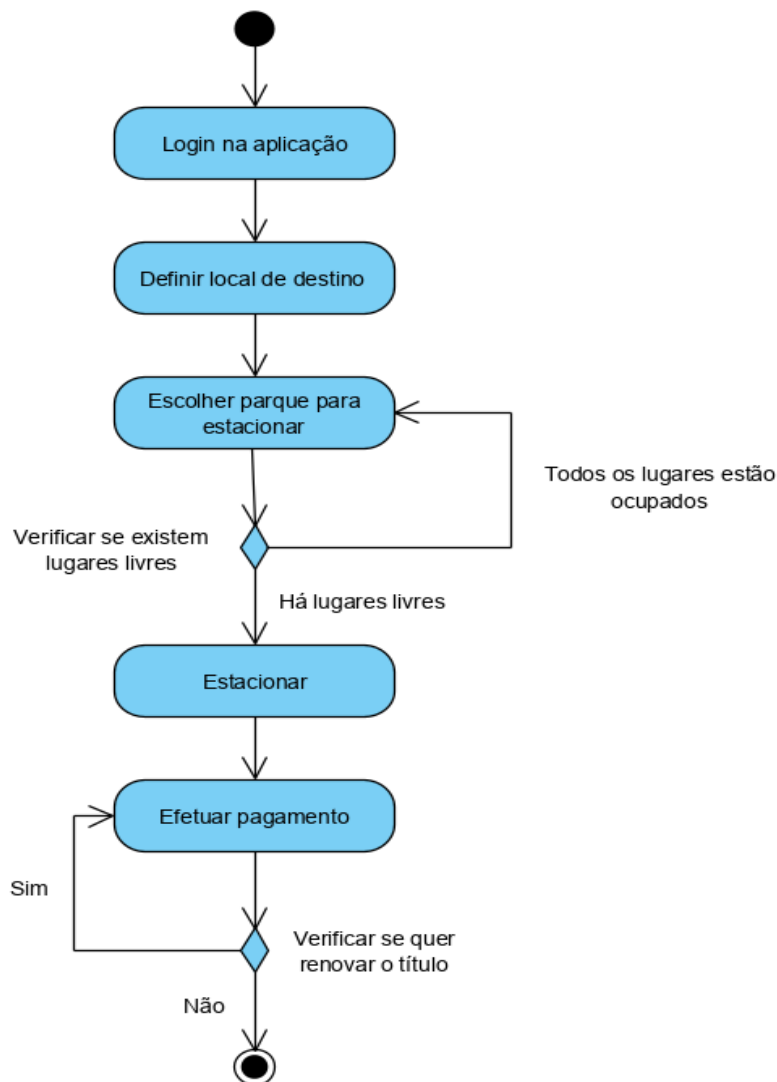 Login na aplicação
Definir local de destino
Escolher parque para
estacionar
Todos os lugares estão
ocupados
Verificar se existem
lugares livres
Há lugares livres
Estacionar
Efetuar pagamento
Sim
Verificar se quer
renovar o título
Não